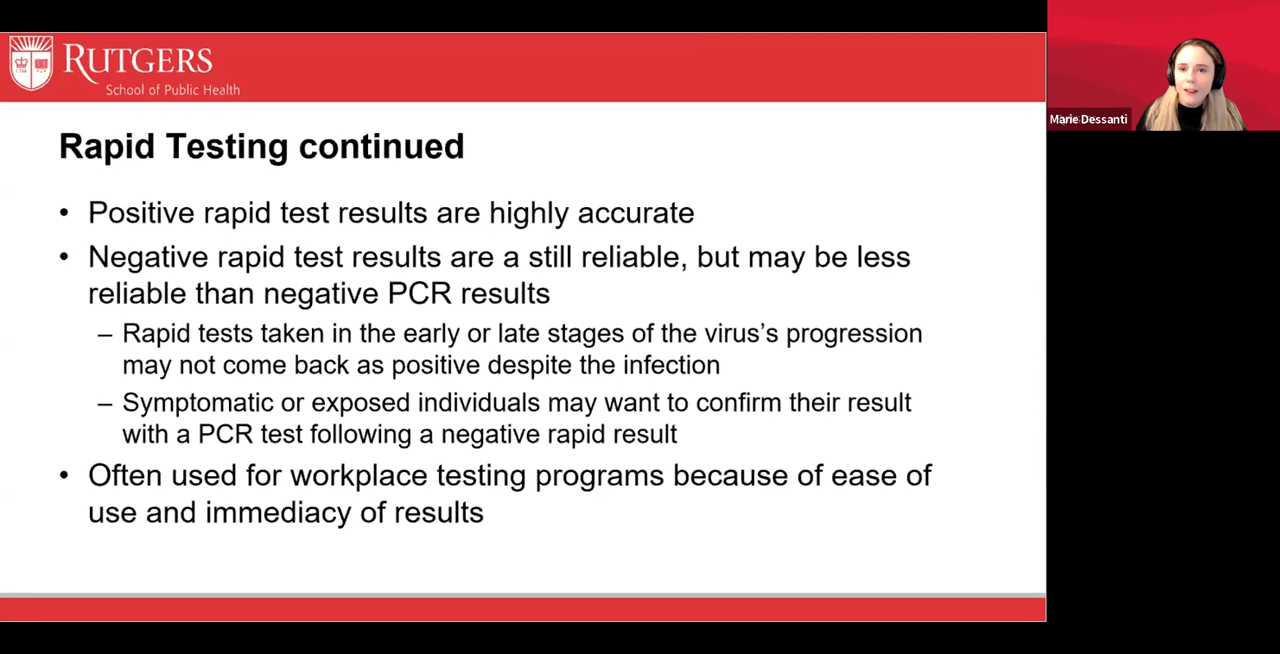 RUTGERS
School of Public Health
Marie Dessanti
Rapid Testing continued
• Positive rapid test results are highly accurate
• Negative rapid test results are a still reliable, but may be less
reliable than negative PCR results
– Rapid tests taken in the early or late stages of the virus's progression
may not come back as positive despite the infection
– Symptomatic or exposed individuals may want to confirm their result
with a PCR test following a negative rapid result
• Often used for workplace testing programs because of ease of
use and immediacy of results